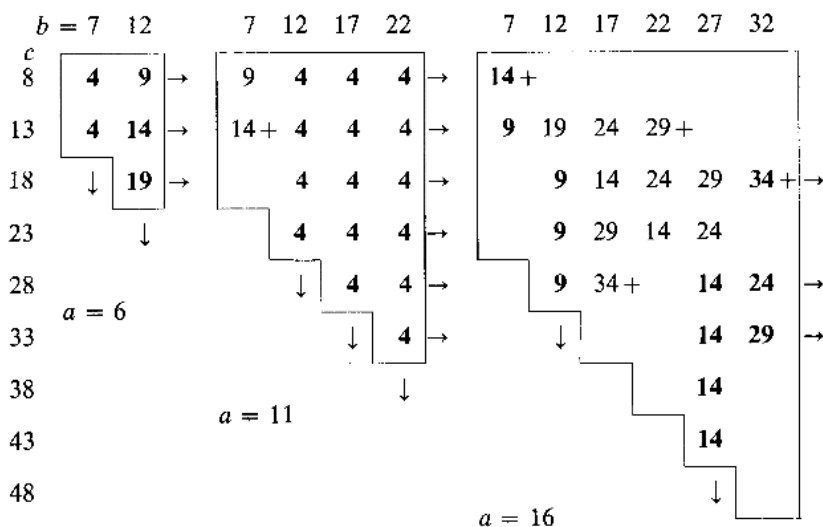 b = 7 12 7 12 17 22 7 12 17 22 27 32
c
8 4 9 → 9 4 4 4 → 14 +
13 4 14 → 14 + 4 4 4 → 9 19 24 29 +
18 ↓ 19 → 4 4 4 → 9 14 24 29 34 + →
23 ↓ 4 4 4 → 9 29 14 24
28 ↓ 4 4 → 9 34 + 14 24 →
a = 6
33 ↓ 4 → ↓ 14 29 →
38 ↓ 14
a = 11
43 14
48 ↓
a = 16